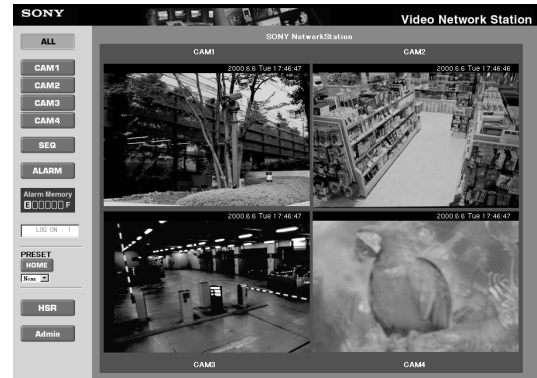 SONY
Video Network Station
ALL
SONY NetworkStation
CAM1
CAM2
2000.6.6 Tue 17:46:47
2000.6.6 Tue 17:46:46
CAM1
CAM2
CAM3
CAM4
SEQ
ALARM
Alarm Memory
E F
LOG ON : 1
2000.6.6 Tue 17:46:47
2000.6.6 Tue 17:46:47
PRESET
HOME
None
HSR
Admin
CAM3
CAM4